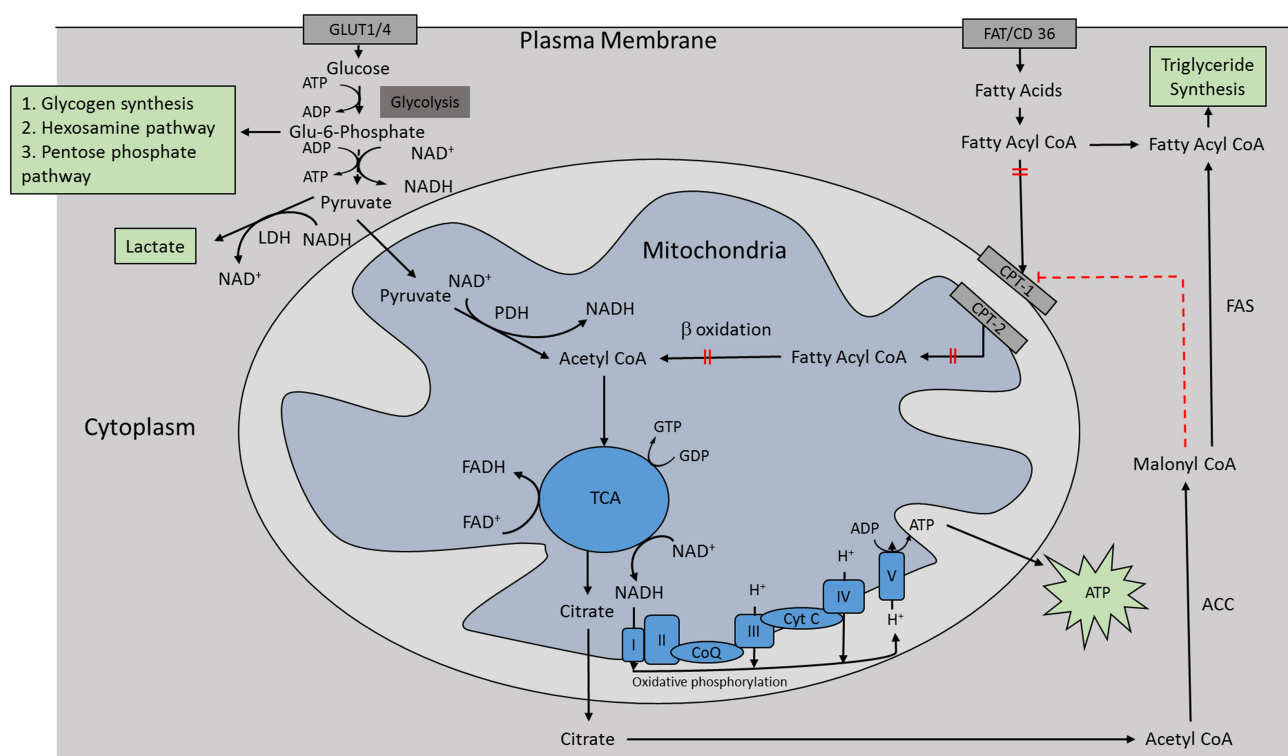 GLUT1/4
Plasma Membrane
FAT/CD 36
Glucose
ATP
ADP
Glycolysis
Fatty Acids
Triglyceride
Synthesis
1. Glycogen synthesis
2. Hexosamine pathway
3. Pentose phosphate
pathway
Glu-6-Phosphate
ADP
NAD⁺
ATP
NADH
Fatty Acyl CoA
Fatty Acyl CoA
Pyruvate
Lactate
LDH
NADH
NAD⁺
Mitochondria
Pyruvate
NAD⁺
PDH
NADH
CPT-1
CPT-2
FAS
β oxidation
Acetyl CoA
Fatty Acyl CoA
Cytoplasm
GTP
GDP
FADH
TCA
FAD⁺
NAD⁺
Malonyl CoA
ADP
ATP
H⁺
H⁺
NADH
Citrate
I
II
CoQ
III
Cyt C
IV
V
H⁺
ATP
ACC
Oxidative phosphorylation
Citrate
Acetyl CoA